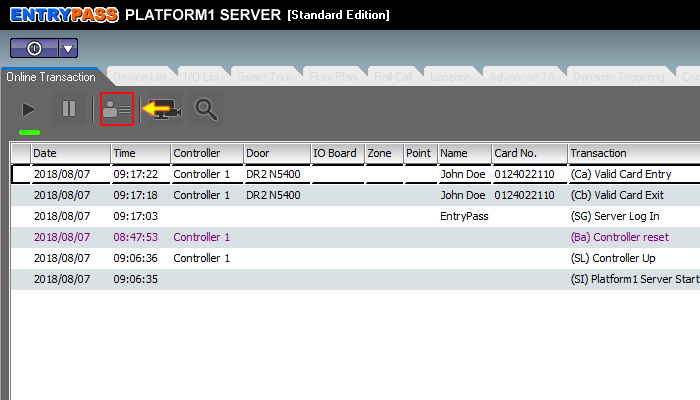 ENTRYPASS PLATFORM1 SERVER [Standard Edition]
Online Transaction Device List I/O List Guard Tour Floor Plan Roll Call Location Advanced TA Dynamic Triggering
Date Time Controller Door IO Board Zone Point Name Card No. Transaction
2018/08/07 09:17:22 Controller 1 DR2 N5400 John Doe 0124022110 (Ca) Valid Card Entry
2018/08/07 09:17:18 Controller 1 DR2 N5400 John Doe 0124022110 (Cb) Valid Card Exit
2018/08/07 09:17:03 EntryPass (SG) Server Log In
2018/08/07 08:47:53 Controller 1 (Ba) Controller reset
2018/08/07 09:06:36 Controller 1 (SL) Controller Up
2018/08/07 09:06:35 (SI) Platform1 Server Start